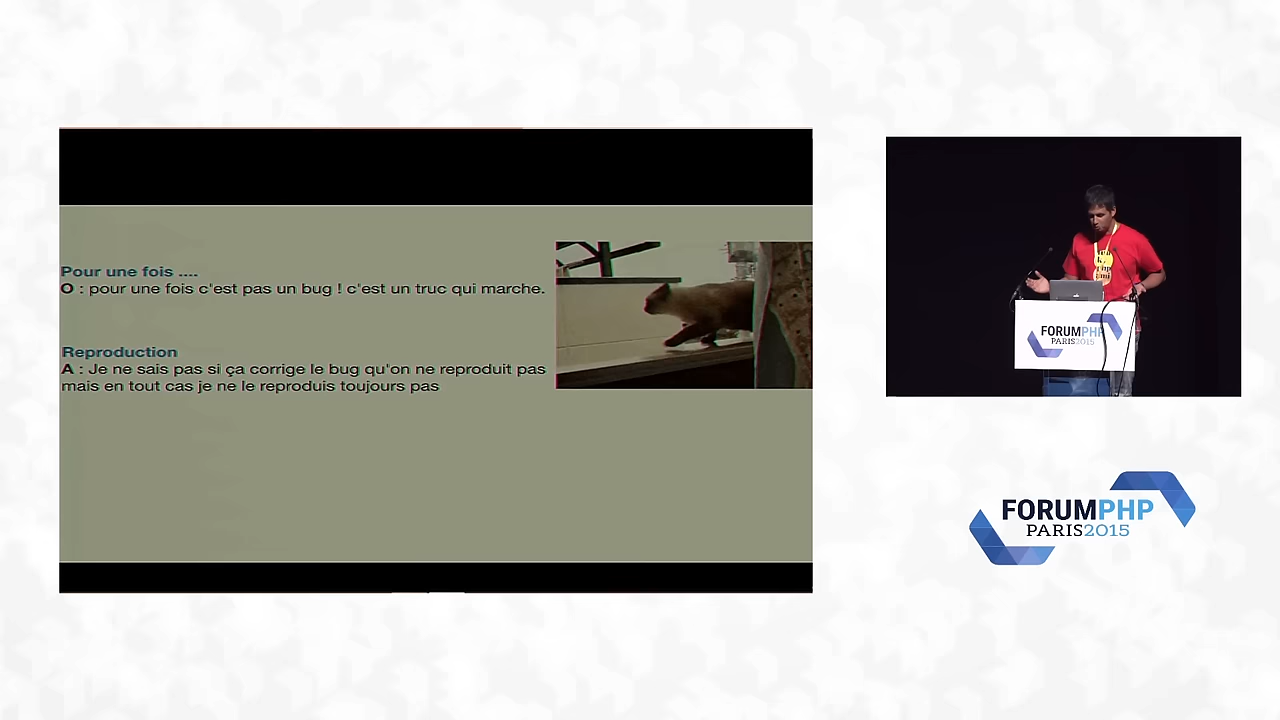 Pour une fois ....
O : pour une fois c'est pas un bug ! c'est un truc qui marche.
Reproduction
A : Je ne sais pas si ça corrige le bug qu'on ne reproduit pas
mais en tout cas je ne le reproduis toujours pas
FORUMPHP
PARIS2015
FORUMPHP
PARIS2015